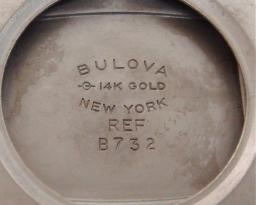 BULOVA
14K GOLD
NEW YORK
REF
B732